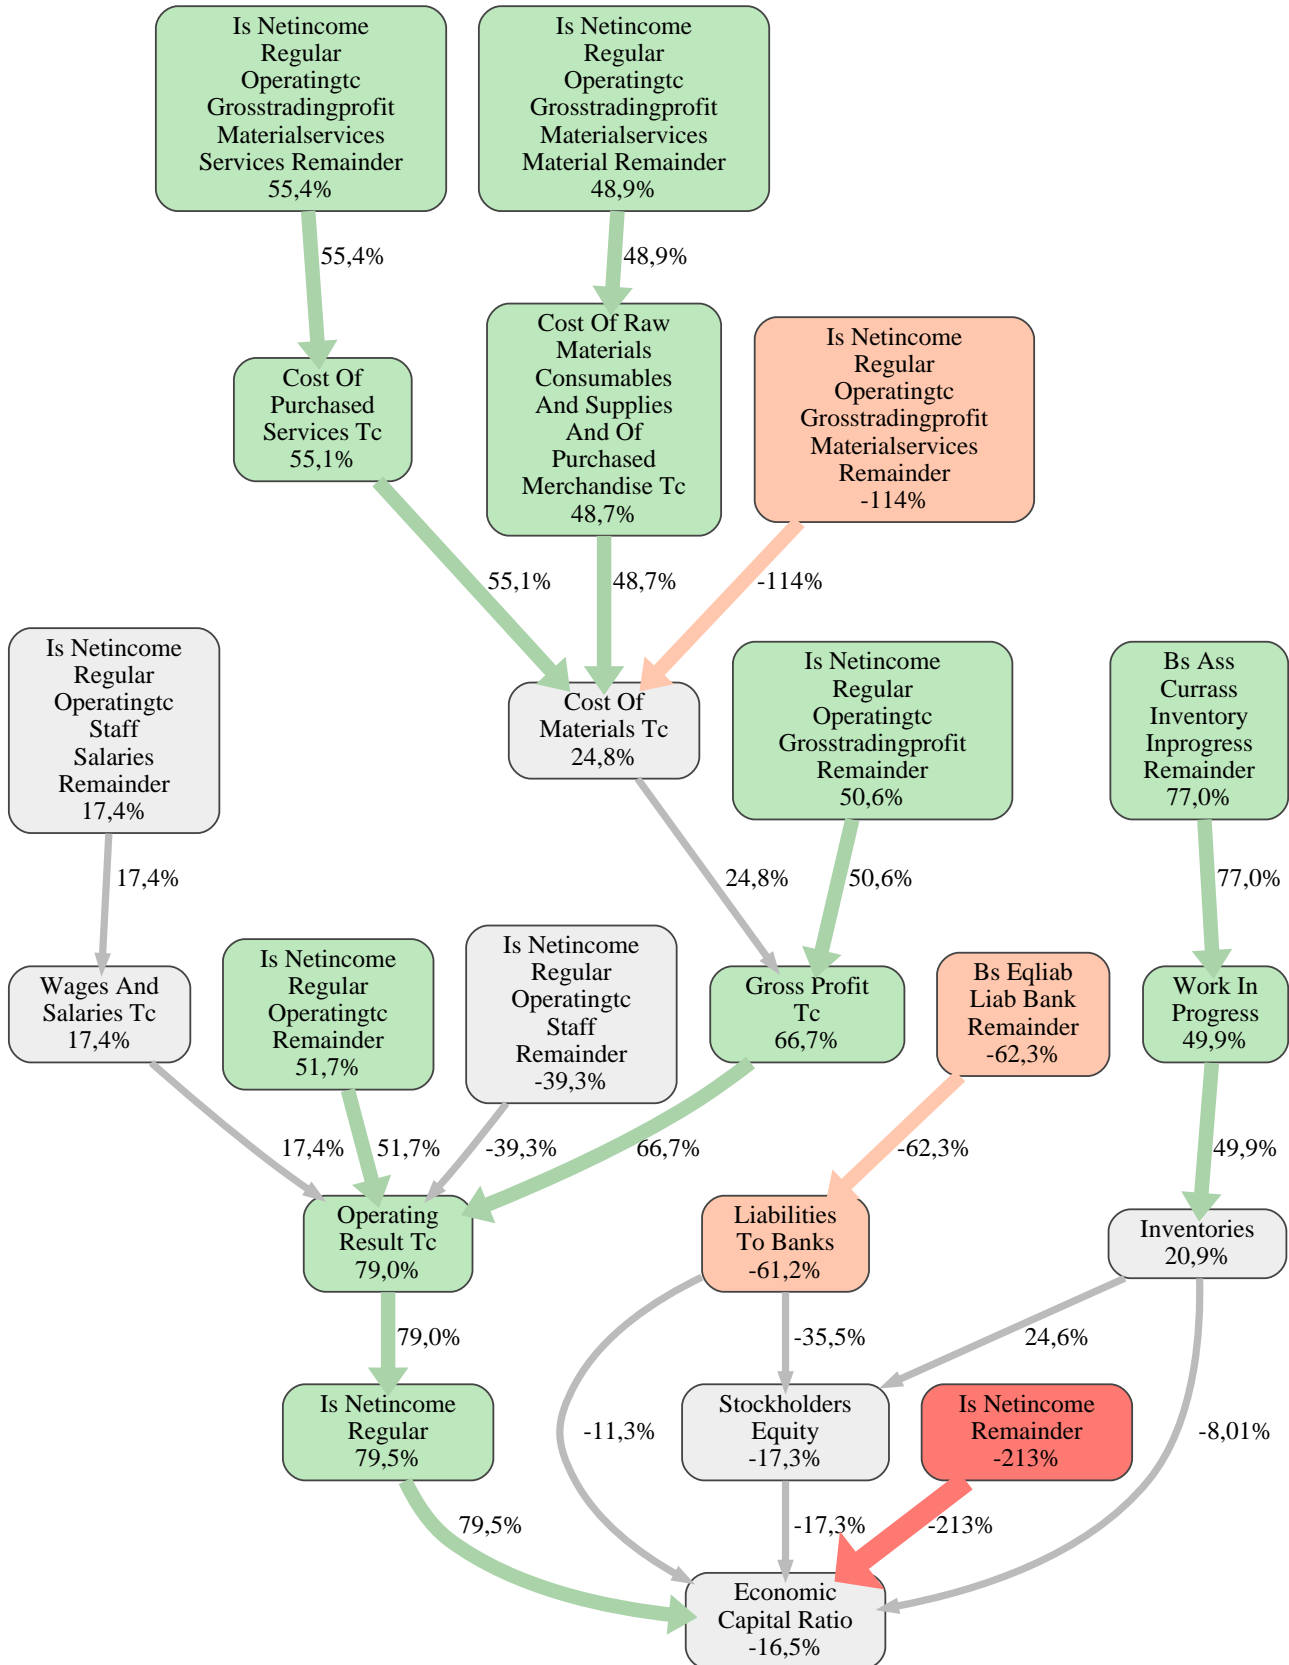 Is Netincome
Regular
Operatingtc
Grosstradingprofit
Materialservices
Services Remainder
55,4%
Is Netincome
Regular
Operatingtc
Grosstradingprofit
Materialservices
Material Remainder
48,9%
55,4%
48,9%
Cost Of
Purchased
Services Tc
55,1%
Cost Of Raw
Materials
Consumables
And Supplies
And Of
Purchased
Merchandise Tc
48,7%
Is Netincome
Regular
Operatingtc
Grosstradingprofit
Materialservices
Remainder
-114%
55,1%
48,7%
-114%
Is Netincome
Regular
Operatingtc
Staff
Salaries
Remainder
17,4%
Cost Of
Materials Tc
24,8%
Is Netincome
Regular
Operatingtc
Grosstradingprofit
Remainder
50,6%
Bs Ass
Currass
Inventory
Inprogress
Remainder
77,0%
17,4%
24,8%
50,6%
77,0%
Wages And
Salaries Tc
17,4%
Is Netincome
Regular
Operatingtc
Remainder
51,7%
Is Netincome
Regular
Operatingtc
Staff
Remainder
-39,3%
Gross Profit
Tc
66,7%
Bs Eqliab
Liab Bank
Remainder
-62,3%
Work In
Progress
49,9%
17,4%
51,7%
-39,3%
66,7%
-62,3%
49,9%
Operating
Result Tc
79,0%
Liabilities
To Banks
-61,2%
Inventories
20,9%
79,0%
-35,5%
24,6%
Is Netincome
Regular
79,5%
-11,3%
Stockholders
Equity
-17,3%
Is Netincome
Remainder
-213%
-8,01%
79,5%
-17,3%
-213%
Economic
Capital Ratio
-16,5%